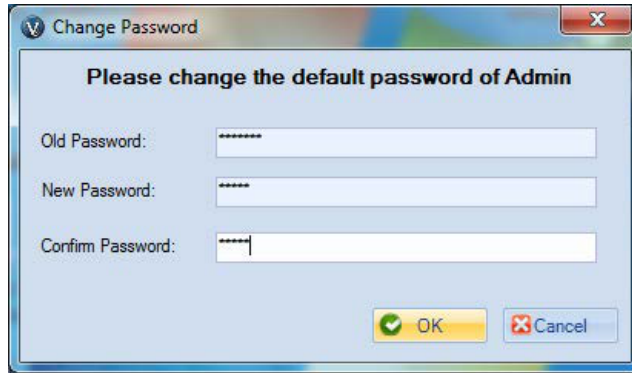 Change Password
Please change the default password of Admin
Old Password: *******
New Password: *****
Confirm Password: *****
OK Cancel